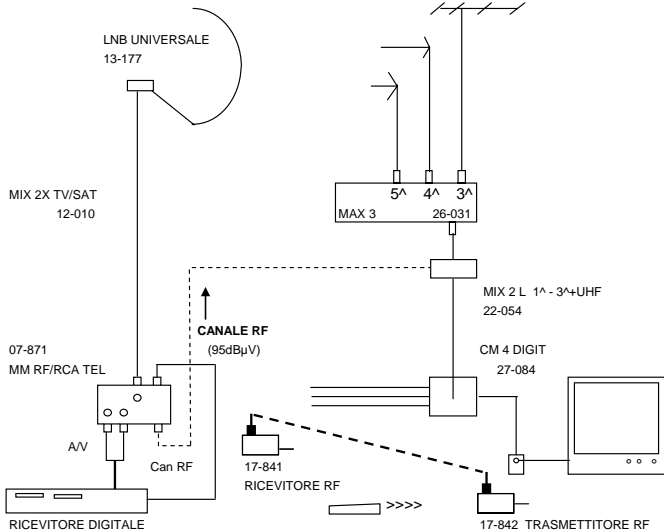 LNB UNIVERSALE
13-177
MIX 2X TV/SAT
12-010
5^ 4^ 3^
MAX 3 26-031
MIX 2 L 1^ - 3^+UHF
22-054
CANALE RF
(95dBµV)
07-871
MM RF/RCA TEL
CM 4 DIGIT
27-084
A/V
Can RF
17-841
RICEVITORE RF
>>>>
RICEVITORE DIGITALE
17-842 TRASMETTITORE RF